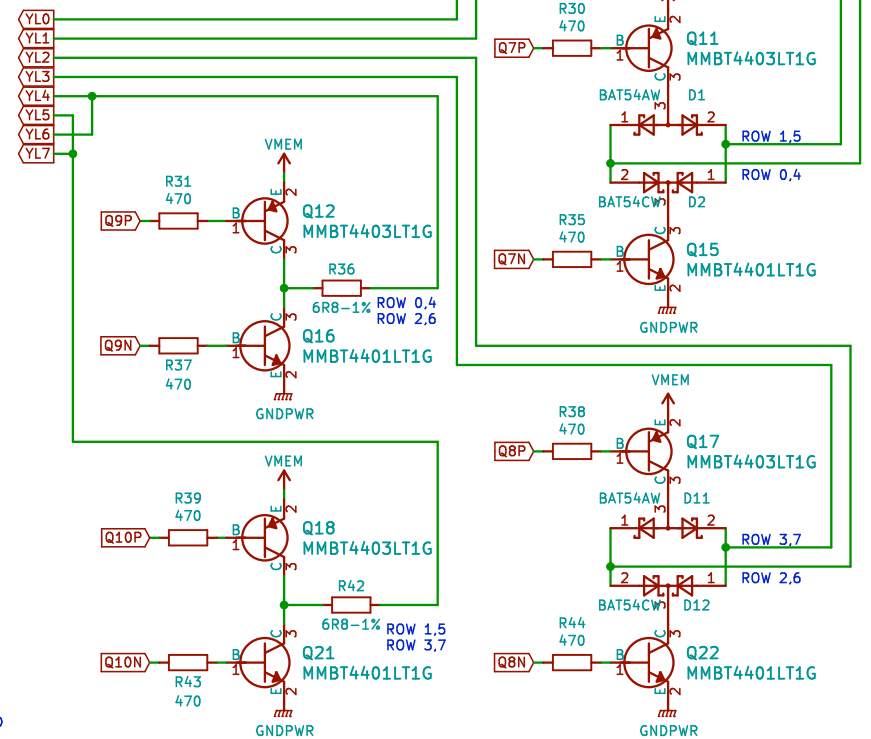 YL0
YL1
YL2
YL3
YL4
YL5
YL6
YL7
R30
470
Q7P
B
1
E
2
C
3
Q11
MMBT4403LT1G
BAT54AW
D1
3
1
2
ROW 1,5
2
1
ROW 0,4
BAT54CW
D2
3
R35
470
Q7N
B
1
C
3
E
2
Q15
MMBT4401LT1G
GNDPWR
VMEM
R31
470
Q9P
B
1
E
2
C
3
Q12
MMBT4403LT1G
R36
6R8-1%
ROW 0,4
ROW 2,6
Q9N
R37
470
B
1
C
3
E
2
Q16
MMBT4401LT1G
GNDPWR
VMEM
R38
470
Q8P
B
1
E
2
C
3
Q17
MMBT4403LT1G
BAT54AW
D11
3
1
2
ROW 3,7
2
1
ROW 2,6
BAT54CW
D12
3
R44
470
Q8N
B
1
C
3
E
2
Q22
MMBT4401LT1G
GNDPWR
VMEM
R39
470
Q10P
B
1
E
2
C
3
Q18
MMBT4403LT1G
R42
6R8-1%
ROW 1,5
ROW 3,7
Q10N
R43
470
B
1
C
3
E
2
Q21
MMBT4401LT1G
GNDPWR